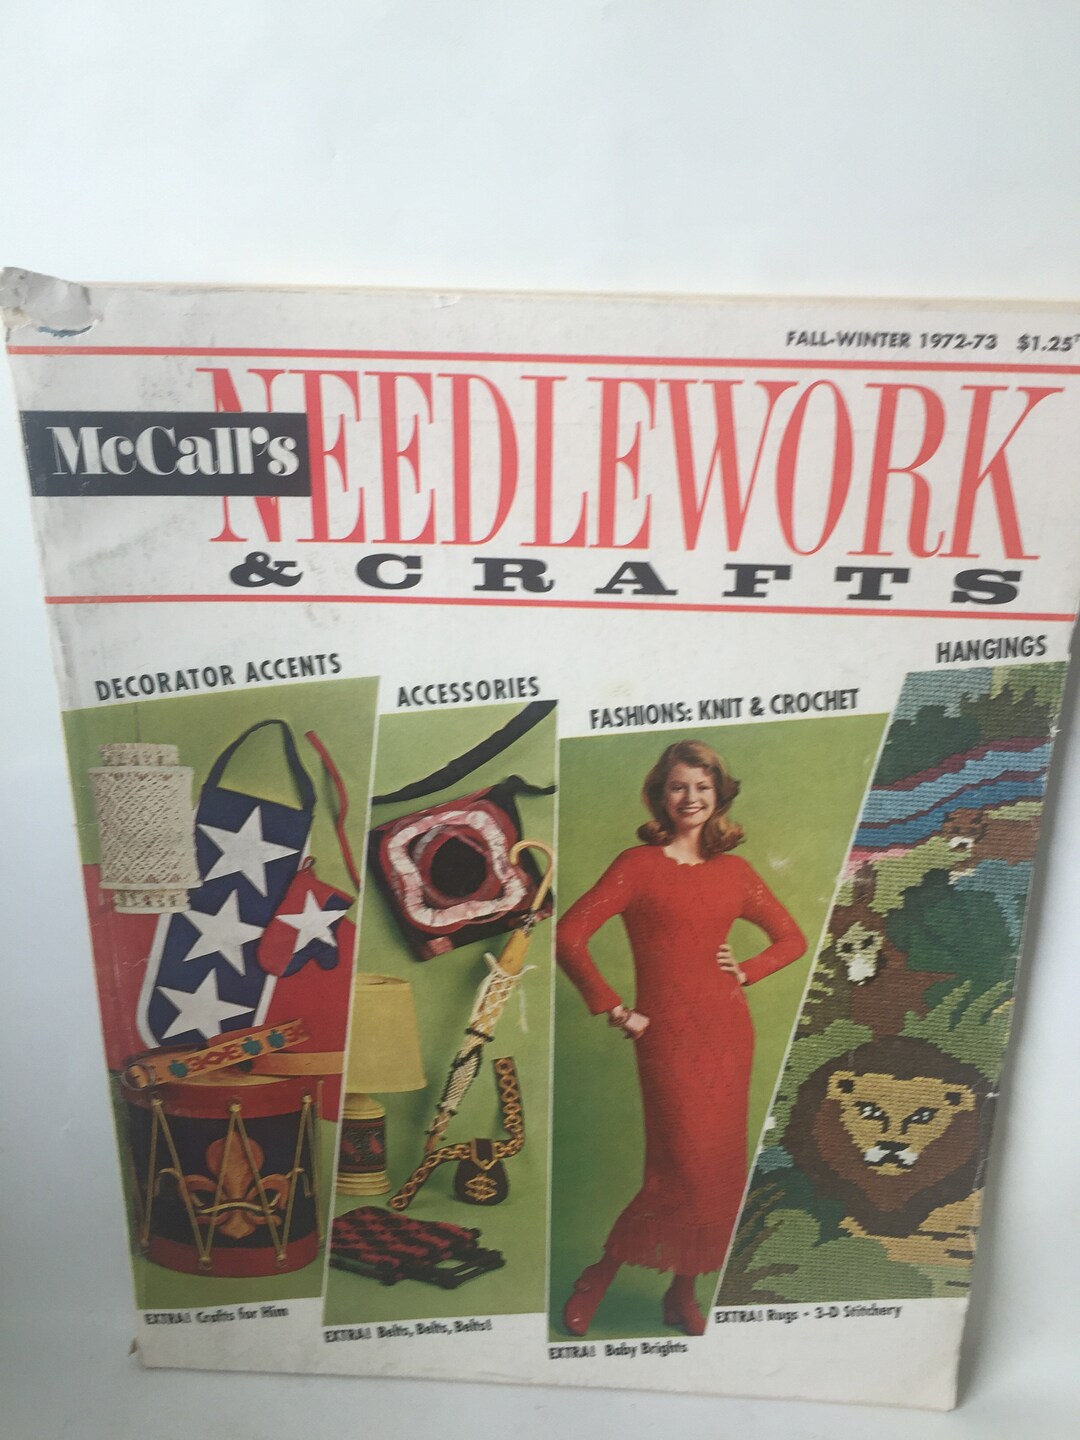 FALL-WINTER 1972-73 $1.25
McCall's
NEEDLEWORK
& CRAFTS
DECORATOR ACCENTS
ACCESSORIES
FASHIONS: KNIT & CROCHET
HANGINGS
EXTRA! Crafts for Him
EXTRA! Belts, Belts, Belts!
EXTRA! Baby Brights
EXTRA! Rugs - 3-D Stitchery